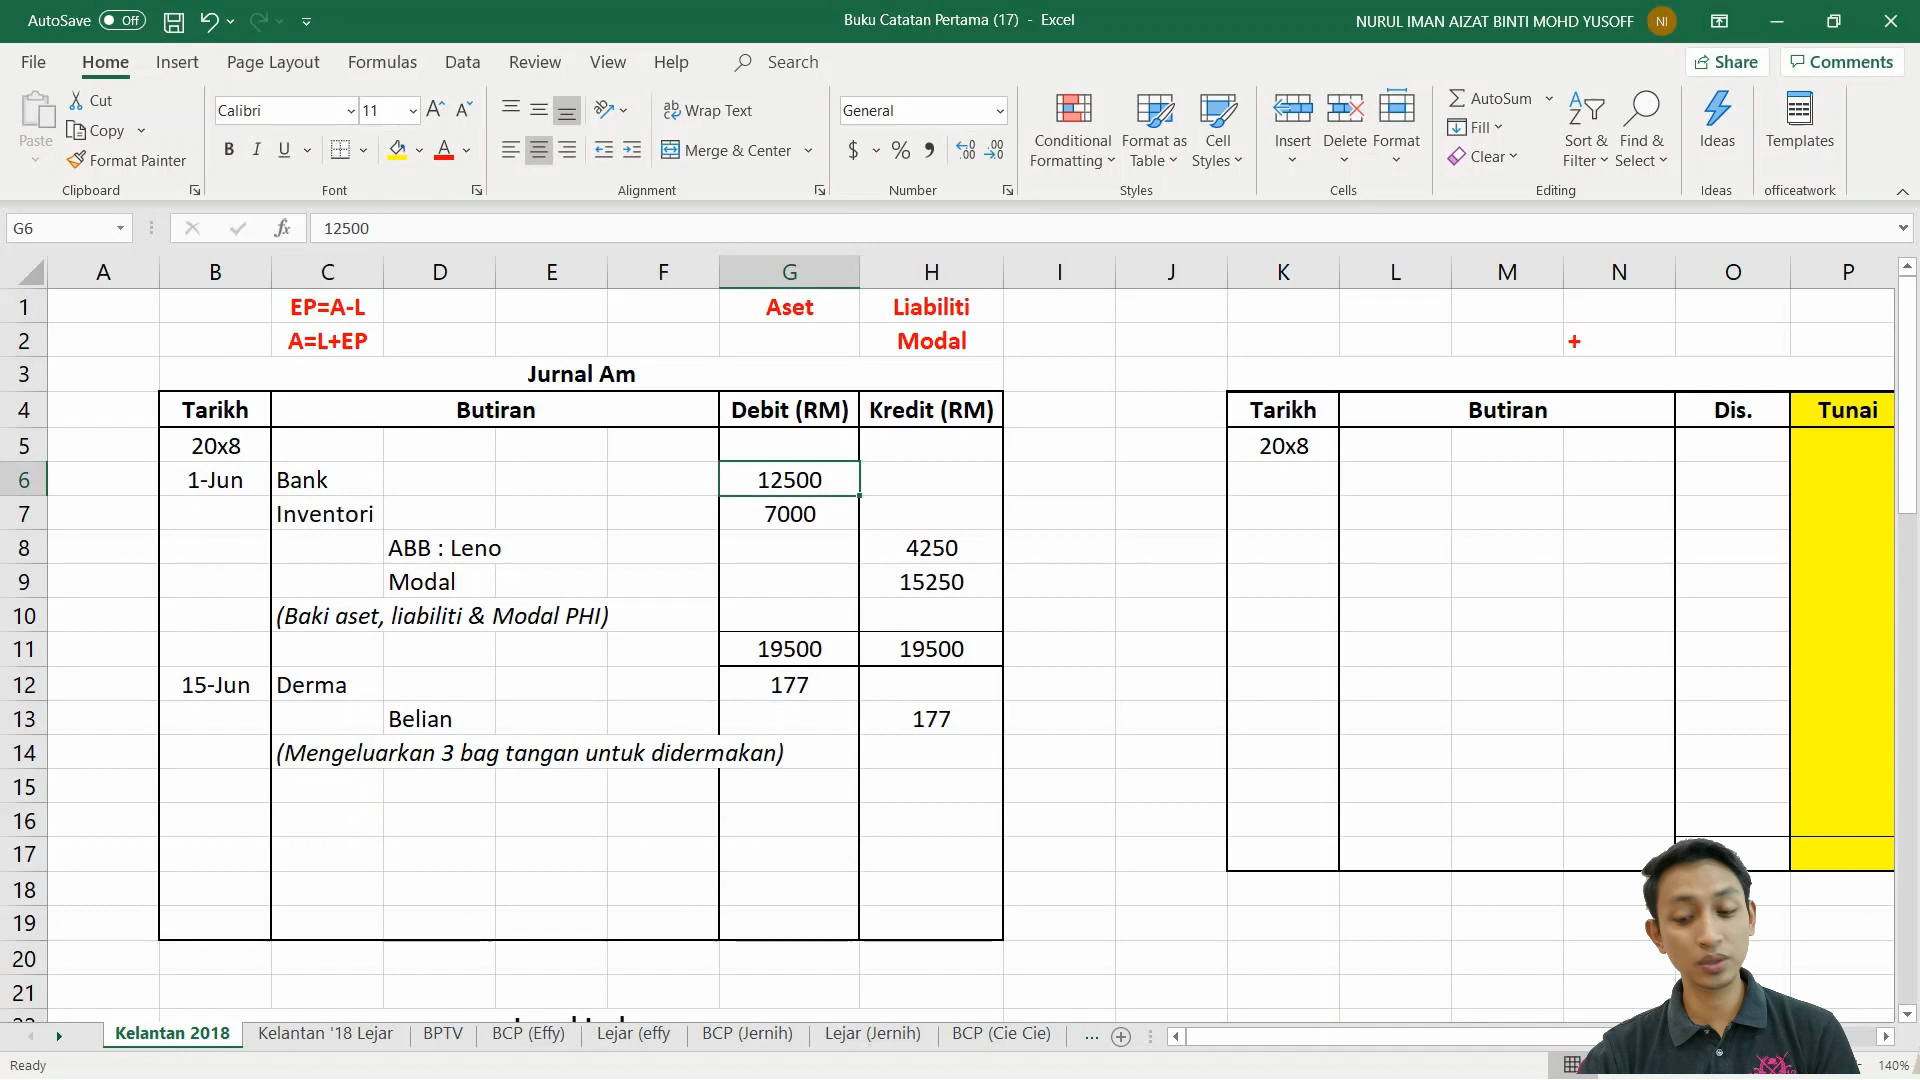 AutoSave Off
Buku Catatan Pertama (17) - Excel
NURUL IMAN AIZAT BINTI MOHD YUSOFF NI
File Home Insert Page Layout Formulas Data Review View Help Search Share Comments
Paste Cut Copy Format Painter Clipboard
Calibri 11 Font
Wrap Text Merge & Center Alignment
General Number
Conditional Formatting Format as Table Cell Styles Styles
Insert Delete Format Cells
AutoSum Fill Clear Sort & Filter Find & Select Editing
Ideas Ideas
Templates officeatwork
G6 fx 12500
A B C D E F G H I J K L M N O P
1 EP=A-L Aset Liabiliti
2 A=L+EP Modal +
3 Jurnal Am
4 Tarikh Butiran Debit (RM) Kredit (RM) Tarikh Butiran Dis. Tunai
5 20x8 20x8
6 1-Jun Bank 12500
7 Inventori 7000
8 ABB : Leno 4250
9 Modal 15250
10 (Baki aset, liabiliti & Modal PHI)
11 19500 19500
12 15-Jun Derma 177
13 Belian 177
14 (Mengeluarkan 3 bag tangan untuk didermakan)
15
16
17
18
19
20
21
Kelantan 2018 Kelantan '18 Lejar BPTV BCP (Effy) Lejar (effy BCP (Jernih) Lejar (Jernih) BCP (Cie Cie) ...
Ready 140%